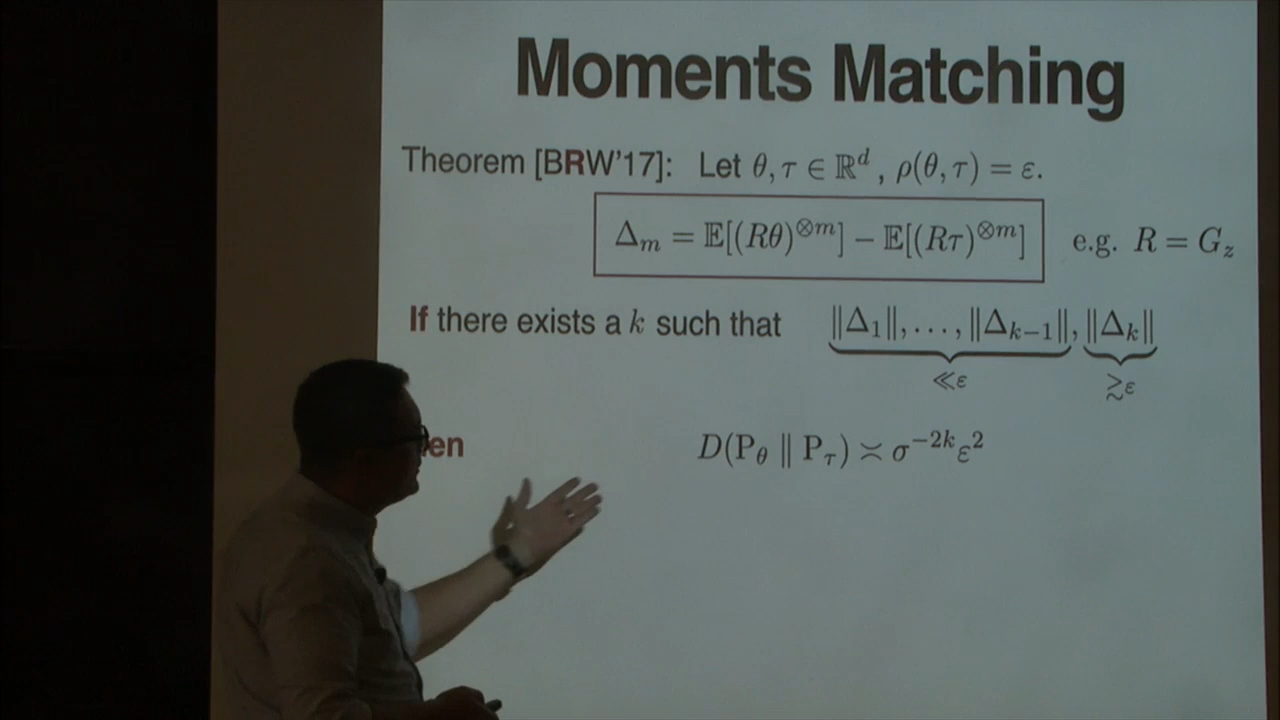 Moments Matching
Theorem [BRW'17]: Let θ, τ ∈ ℝ^d , ρ(θ, τ) = ε.
Δ_m = 𝔼[(Rθ)^{⊗m}] − 𝔼[(Rτ)^{⊗m}] e.g. R = G_z
If there exists a k such that ‖Δ_1‖, . . . , ‖Δ_{k−1}‖, ‖Δ_k‖
≪ε ≳ε
en D(P_θ ‖ P_τ) ≍ σ^{−2k}ε^2